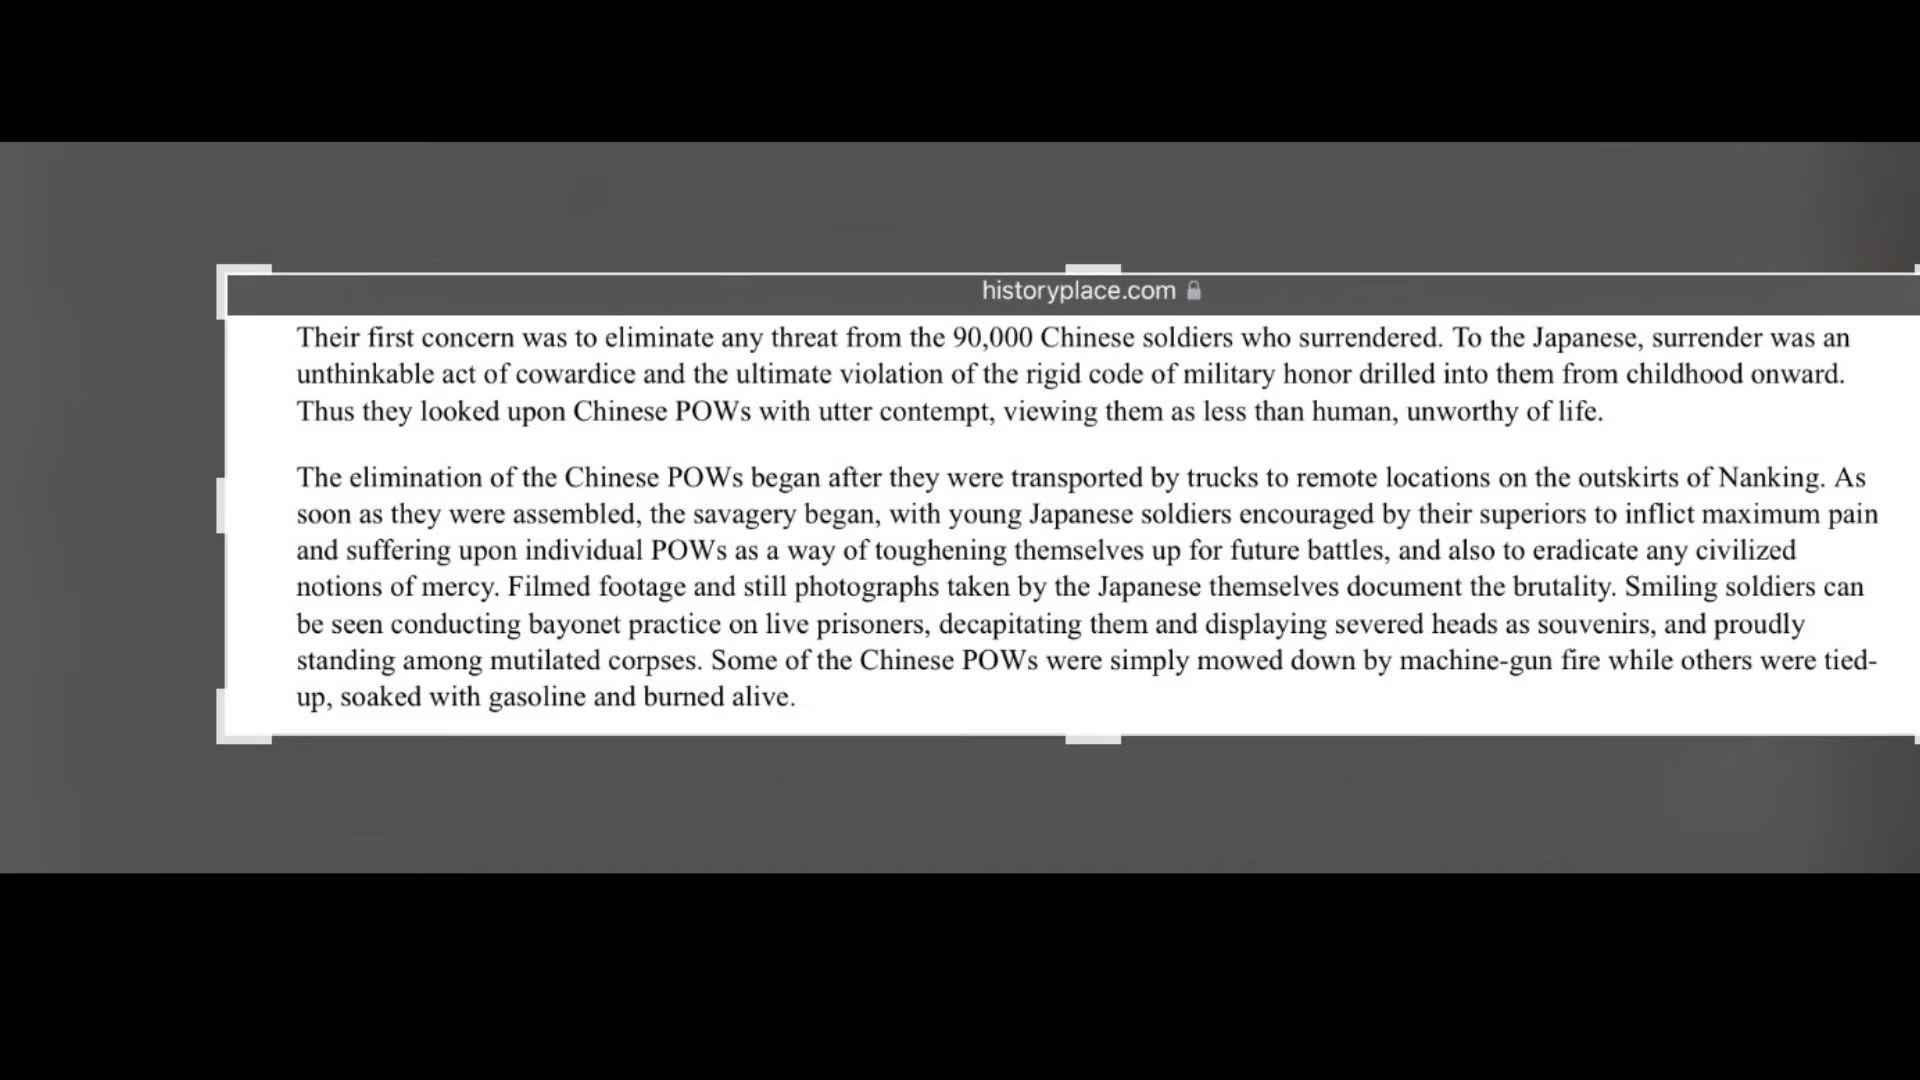 historyplace.com
Their first concern was to eliminate any threat from the 90,000 Chinese soldiers who surrendered. To the Japanese, surrender was an
unthinkable act of cowardice and the ultimate violation of the rigid code of military honor drilled into them from childhood onward.
Thus they looked upon Chinese POWs with utter contempt, viewing them as less than human, unworthy of life.
The elimination of the Chinese POWs began after they were transported by trucks to remote locations on the outskirts of Nanking. As
soon as they were assembled, the savagery began, with young Japanese soldiers encouraged by their superiors to inflict maximum pain
and suffering upon individual POWs as a way of toughening themselves up for future battles, and also to eradicate any civilized
notions of mercy. Filmed footage and still photographs taken by the Japanese themselves document the brutality. Smiling soldiers can
be seen conducting bayonet practice on live prisoners, decapitating them and displaying severed heads as souvenirs, and proudly
standing among mutilated corpses. Some of the Chinese POWs were simply mowed down by machine-gun fire while others were tied-
up, soaked with gasoline and burned alive.